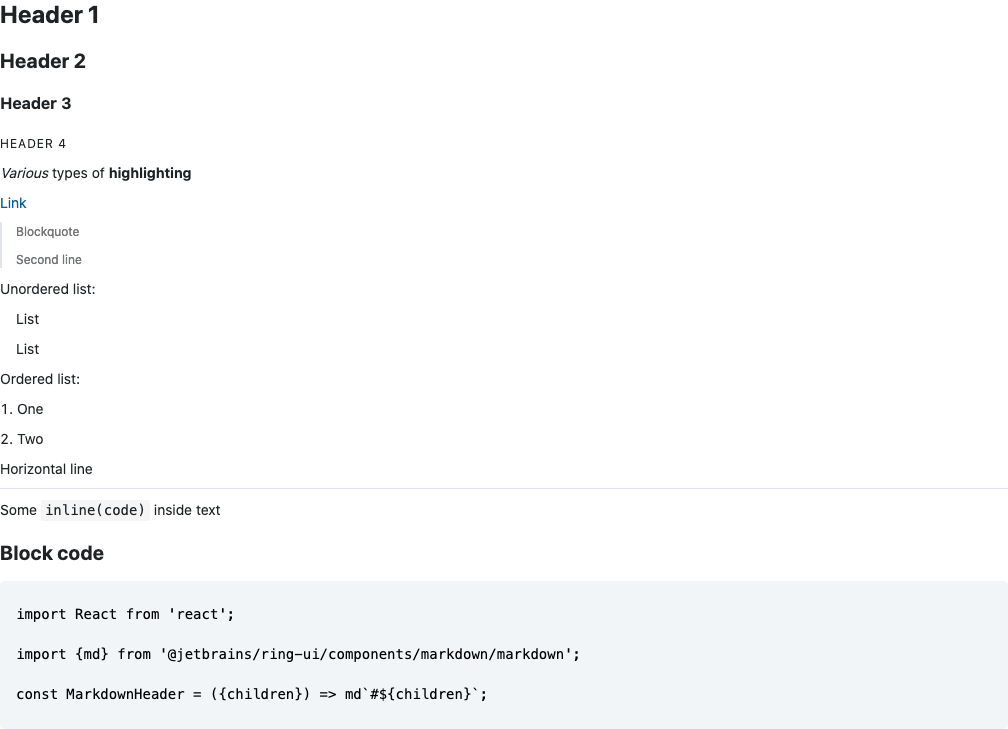 Header 1
Header 2
Header 3
HEADER 4
Various types of highlighting
Link
Blockquote
Second line
Unordered list:
List
List
Ordered list:
1. One
2. Two
Horizontal line
Some inline(code) inside text
Block code
import React from 'react';
import {md} from '@jetbrains/ring-ui/components/markdown/markdown';
const MarkdownHeader = ({children}) => md`#${children}`;